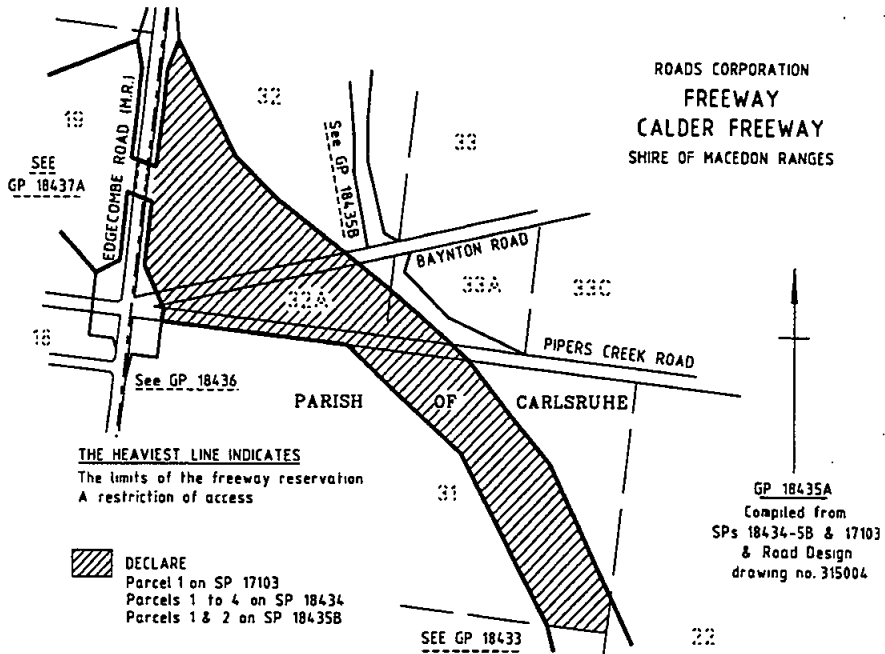 ROADS CORPORATION
FREEWAY
CALDER FREEWAY
SHIRE OF MACEDON RANGES
32
33
19
SEE
GP 18437A
EDGECOMBE ROAD (M.R.)
See GP 18435B
BAYNTON ROAD
32A
33A
33C
18
PIPERS CREEK ROAD
See GP 18436
PARISH OF CARLSRUHE
THE HEAVIEST LINE INDICATES
The limits of the freeway reservation
A restriction of access
31
GP 18435A
Compiled from
SPs 18434-5B & 17103
& Road Design
drawing no. 315004
DECLARE
Parcel 1 on SP 17103
Parcels 1 to 4 on SP 18434
Parcels 1 & 2 on SP 18435B
SEE GP 18433
22